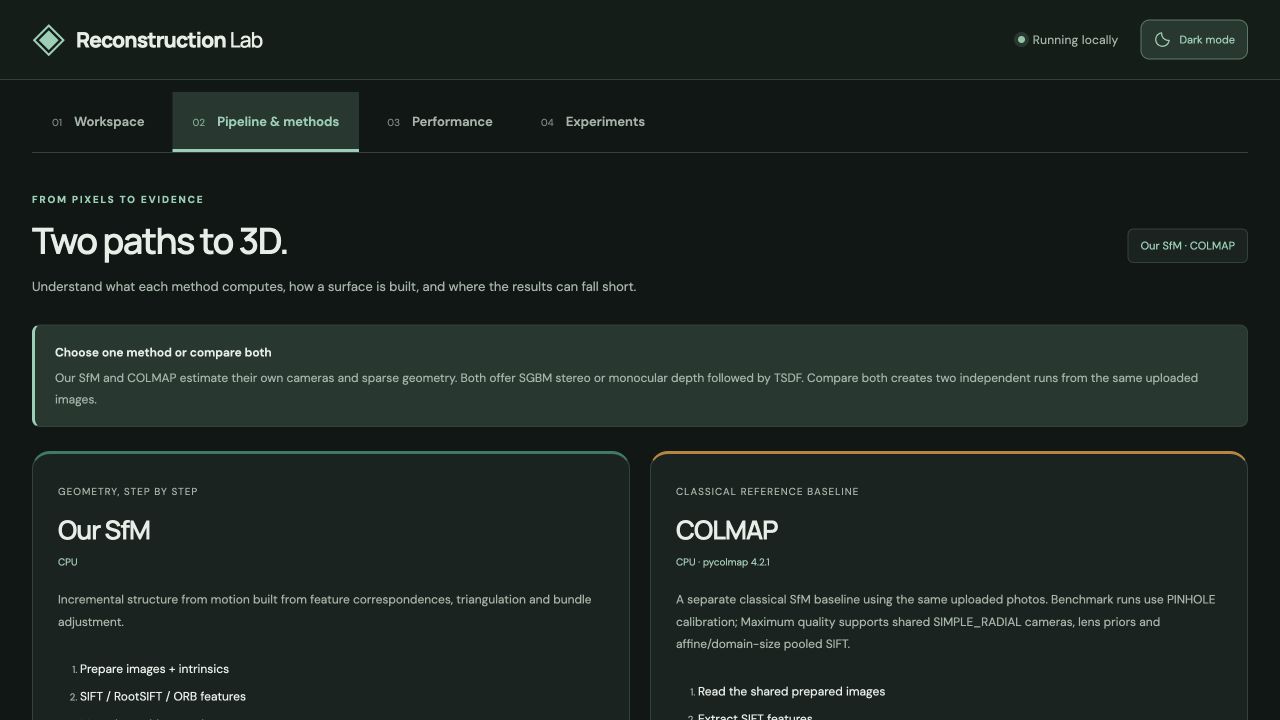 Reconstruction Lab
Running locally
Dark mode
01 Workspace
02 Pipeline & methods
03 Performance
04 Experiments
FROM PIXELS TO EVIDENCE
Two paths to 3D.
Our SfM · COLMAP
Understand what each method computes, how a surface is built, and where the results can fall short.
Choose one method or compare both
Our SfM and COLMAP estimate their own cameras and sparse geometry. Both offer SGBM stereo or monocular depth followed by TSDF. Compare both creates two independent runs from the same uploaded
images.
GEOMETRY, STEP BY STEP
Our SfM
CPU
Incremental structure from motion built from feature correspondences, triangulation and bundle
adjustment.
1. Prepare images + intrinsics
2. SIFT / RootSIFT / ORB features
CLASSICAL REFERENCE BASELINE
COLMAP
CPU · pycolmap 4.2.1
A separate classical SfM baseline using the same uploaded photos. Benchmark runs use PINHOLE
calibration; Maximum quality supports shared SIMPLE_RADIAL cameras, lens priors and
affine/domain-size pooled SIFT.
1. Read the shared prepared images
2. Extract SIFT features